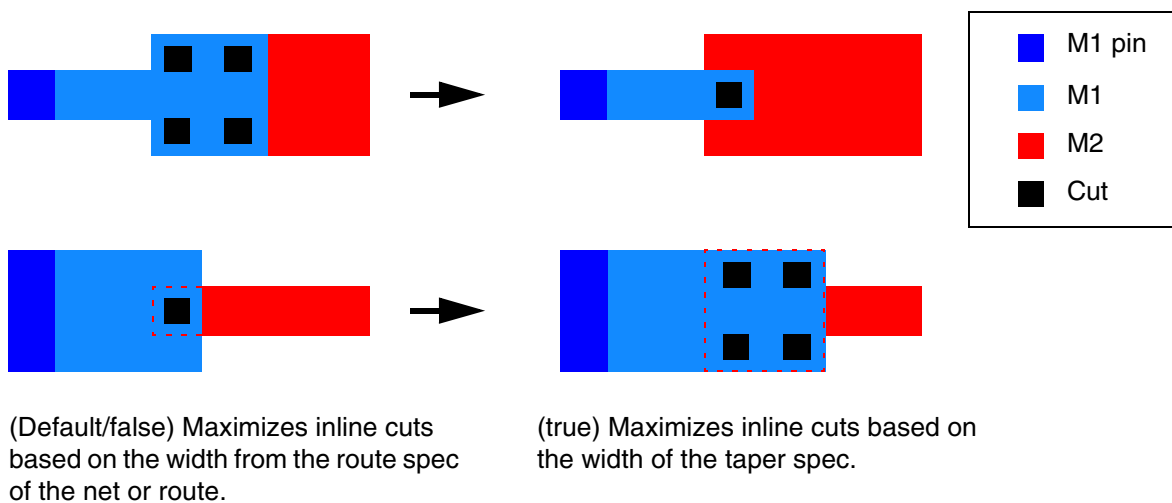 M1 pin
M1
M2
Cut
(Default/false) Maximizes inline cuts
based on the width from the route spec
of the net or route.
(true) Maximizes inline cuts based on
the width of the taper spec.